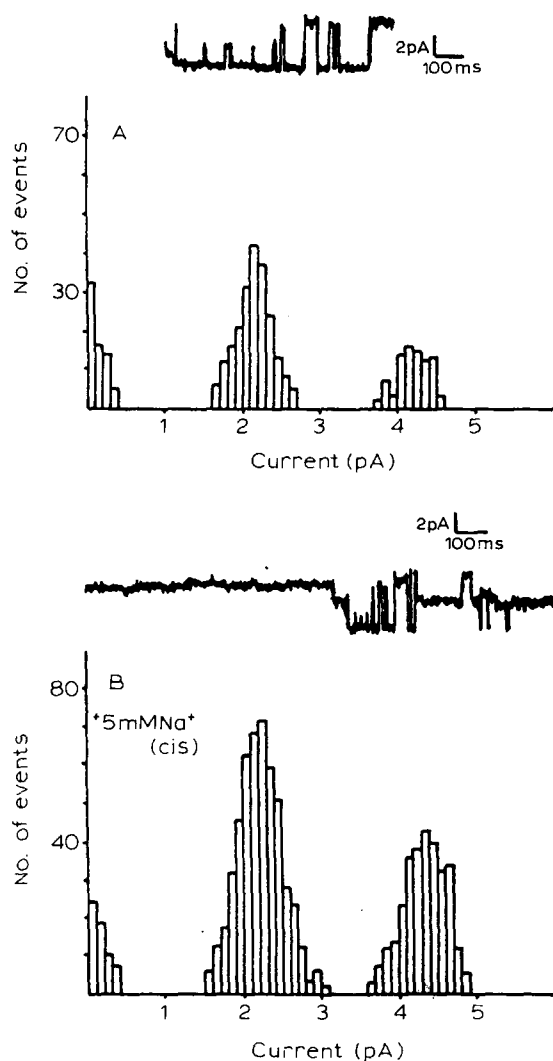 2pA
100ms
70
A
No. of events
30
1 2 3 4 5
Current (pA)
2pA
100ms
80
B
+5mMNa+
(cis)
No. of events
40
1 2 3 4 5
Current (pA)